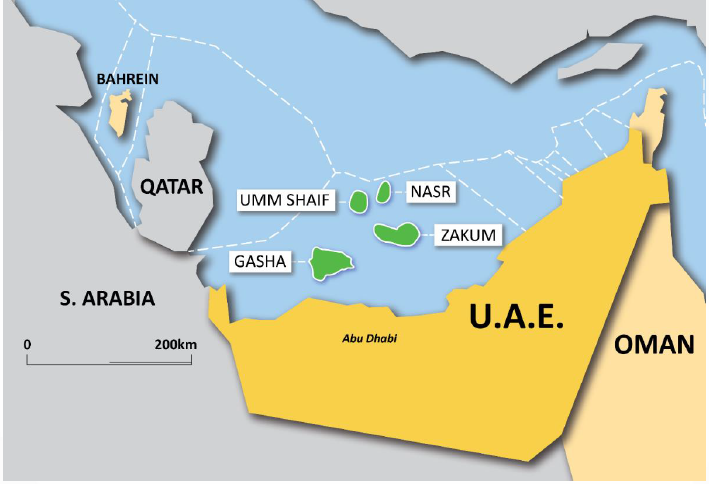 BAHREIN
QATAR
UMM SHAIF
NASR
ZAKUM
GASHA
S. ARABIA
U.A.E.
Abu Dhabi
OMAN
0
200km